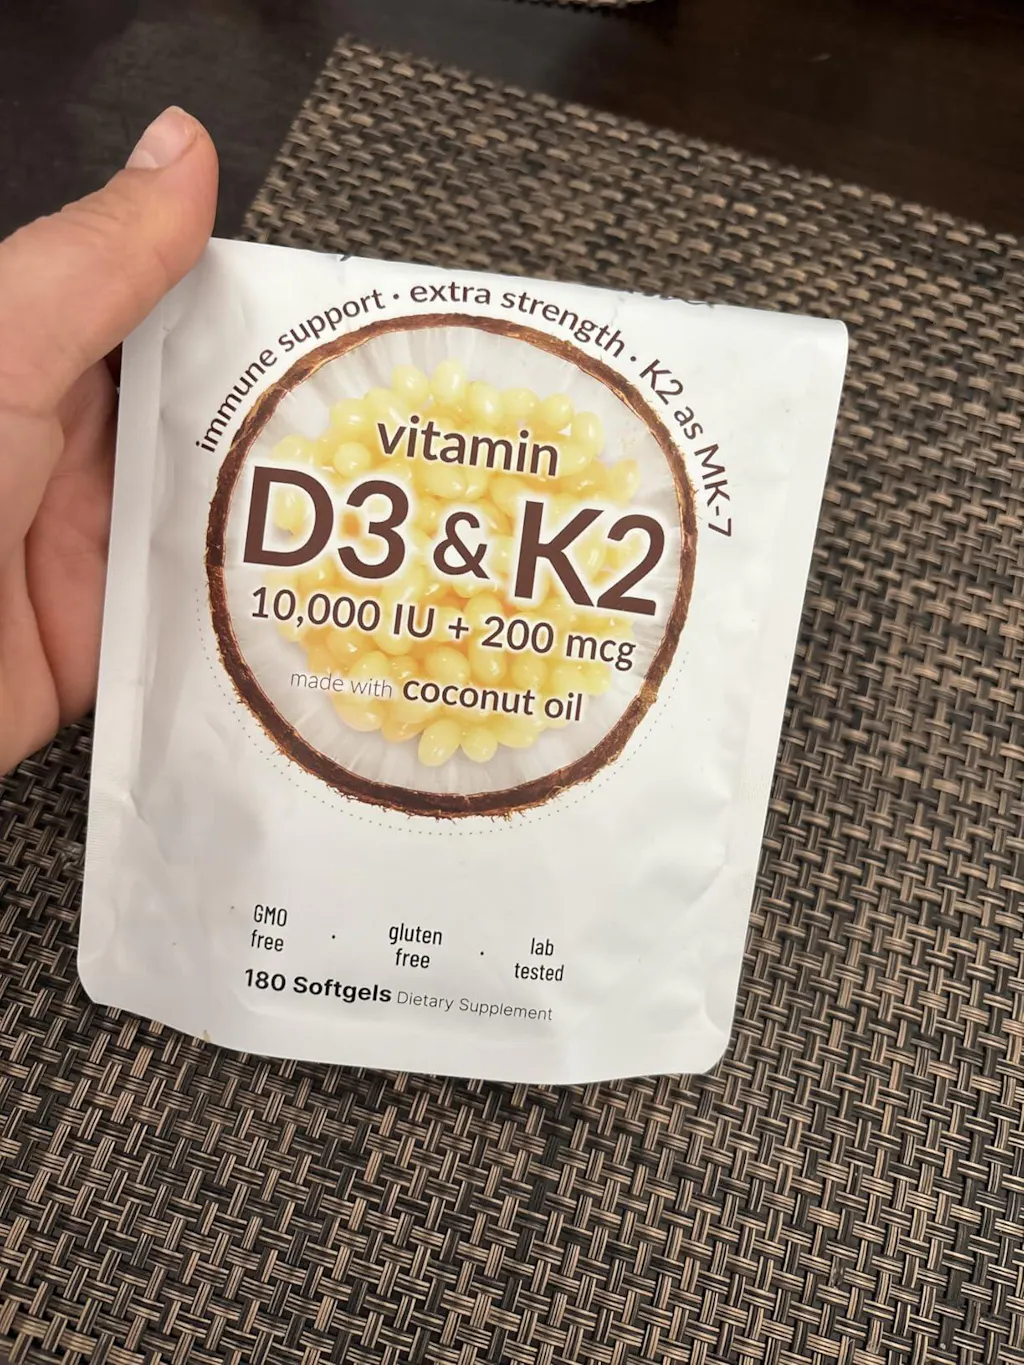 immune support · extra strength · K2 as MK-7
vitamin
D3 & K2
10,000 IU + 200 mcg
made with coconut oil
GMO free · gluten free · lab tested
180 Softgels Dietary Supplement